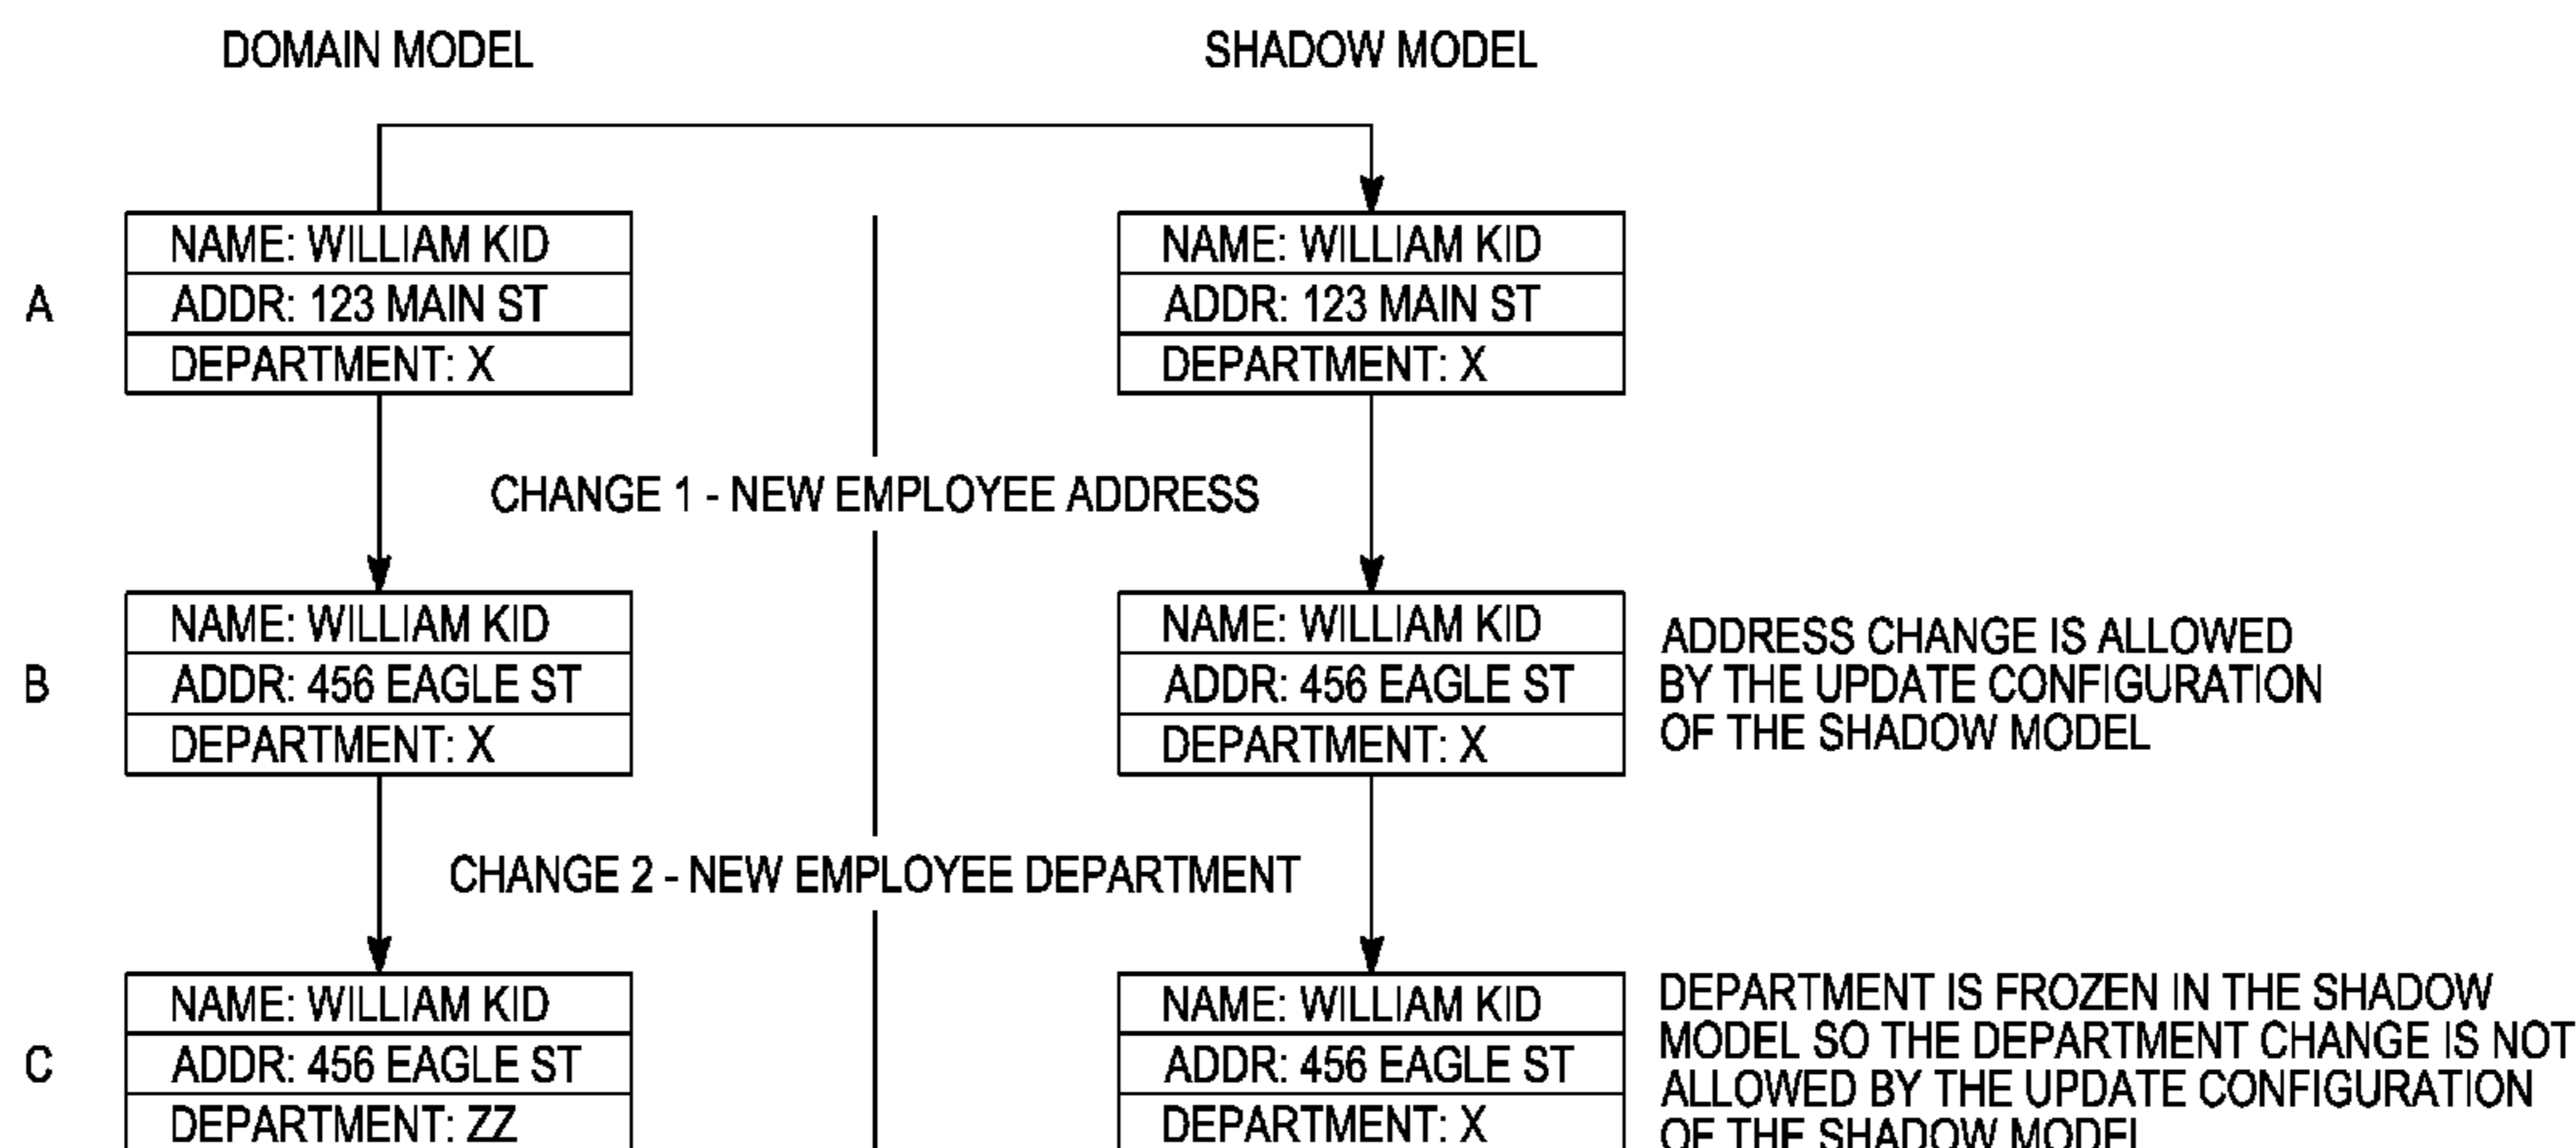 DOMAIN MODEL
SHADOW MODEL
A
NAME: WILLIAM KID
ADDR: 123 MAIN ST
DEPARTMENT: X
NAME: WILLIAM KID
ADDR: 123 MAIN ST
DEPARTMENT: X
CHANGE 1 - NEW EMPLOYEE ADDRESS
B
NAME: WILLIAM KID
ADDR: 456 EAGLE ST
DEPARTMENT: X
NAME: WILLIAM KID
ADDR: 456 EAGLE ST
DEPARTMENT: X
ADDRESS CHANGE IS ALLOWED
BY THE UPDATE CONFIGURATION
OF THE SHADOW MODEL
CHANGE 2 - NEW EMPLOYEE DEPARTMENT
C
NAME: WILLIAM KID
ADDR: 456 EAGLE ST
DEPARTMENT: ZZ
NAME: WILLIAM KID
ADDR: 456 EAGLE ST
DEPARTMENT: X
DEPARTMENT IS FROZEN IN THE SHADOW
MODEL SO THE DEPARTMENT CHANGE IS NOT
ALLOWED BY THE UPDATE CONFIGURATION
OF THE SHADOW MODEL